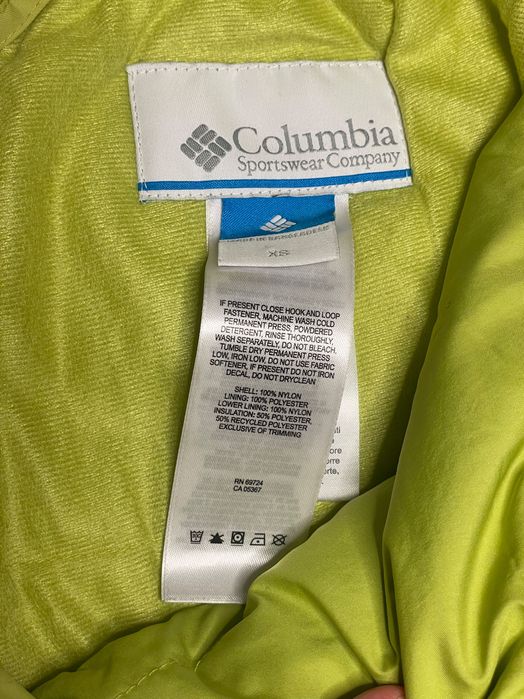 Columbia
Sportswear Company
MADE IN BANGLADESH
XS
IF PRESENT CLOSE HOOK AND LOOP
FASTENER, MACHINE WASH COLD
PERMANENT PRESS, POWDERED
DETERGENT, RINSE THOROUGHLY,
WASH SEPARATELY, DO NOT BLEACH,
TUMBLE DRY PERMANENT PRESS
LOW, IRON LOW, DO NOT USE FABRIC
SOFTENER, IF PRESENT DO NOT IRON
DECAL, DO NOT DRYCLEAN
SHELL: 100% NYLON
LINING: 100% POLYESTER
LOWER LINING: 100% NYLON
INSULATION: 50% POLYESTER,
50% RECYCLED POLYESTER
EXCLUSIVE OF TRIMMING
RN 69724
CA 05367